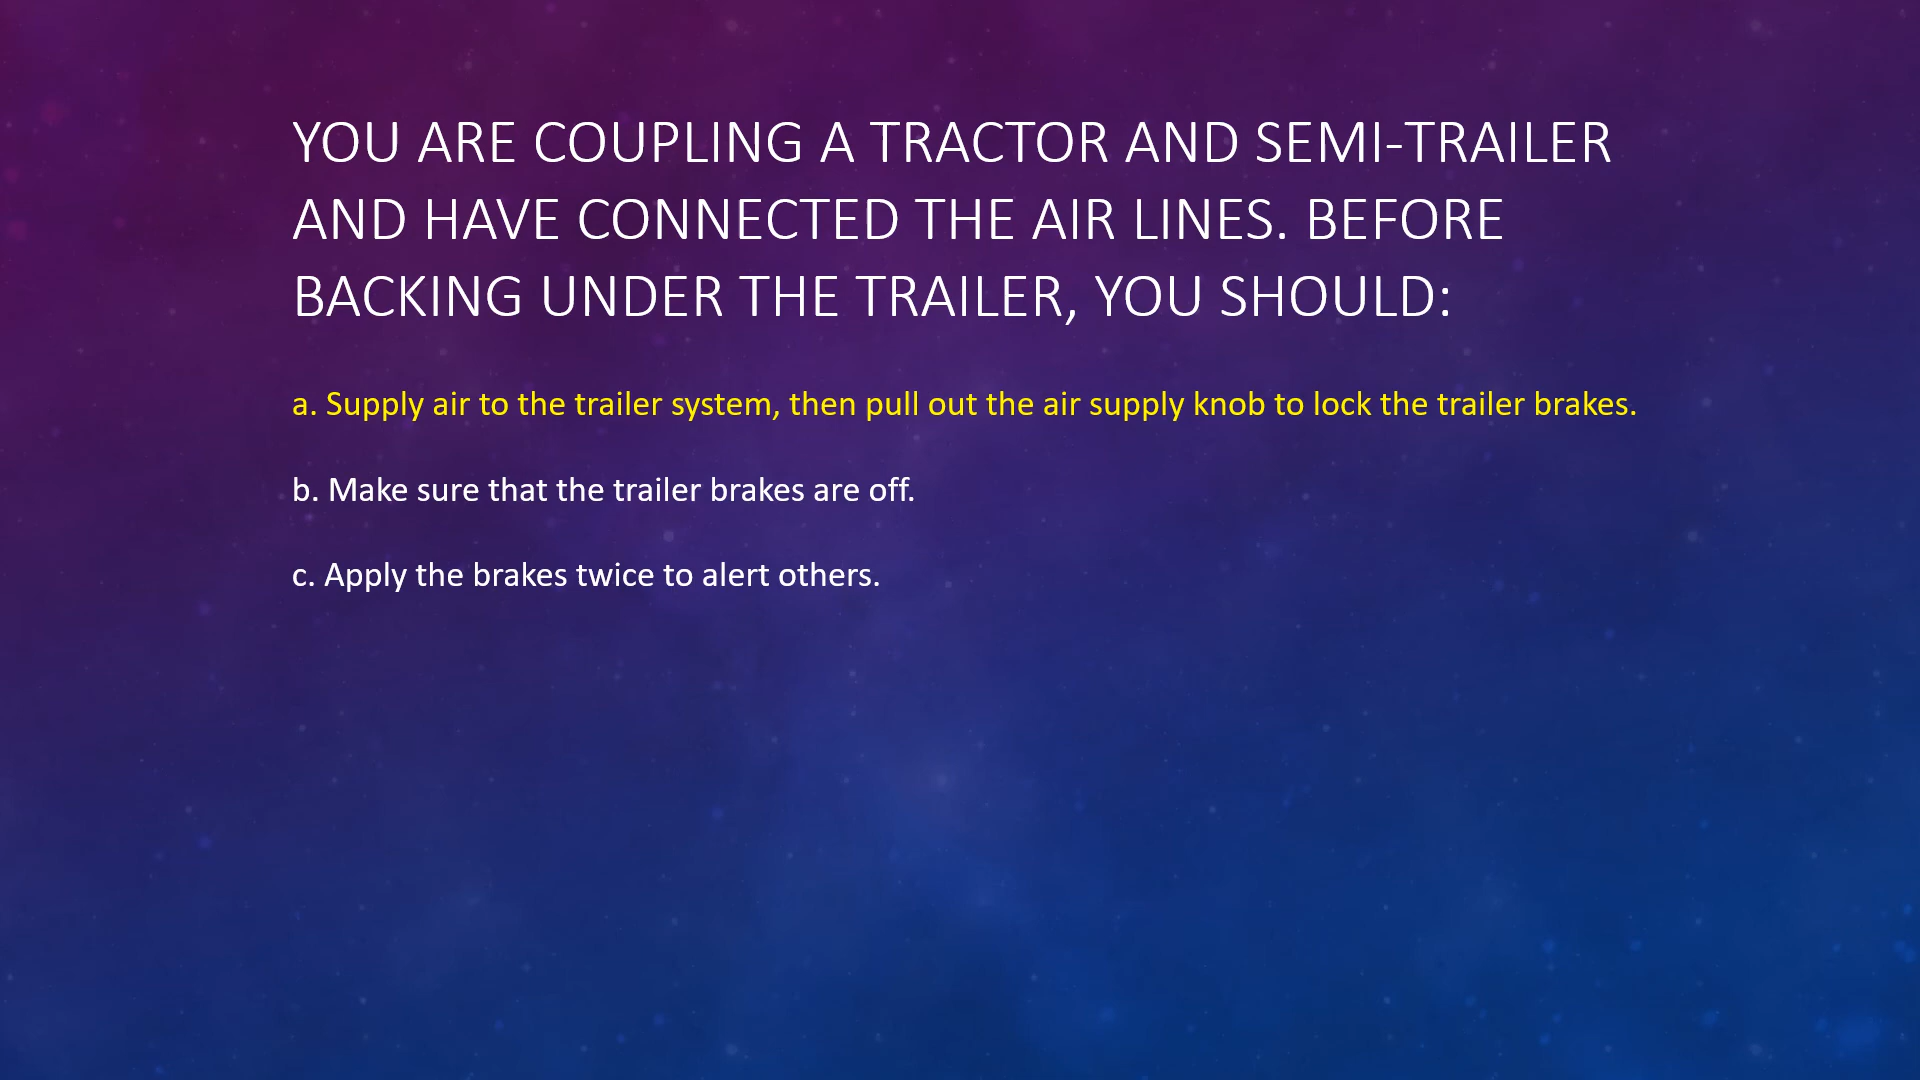 YOU ARE COUPLING A TRACTOR AND SEMI-TRAILER
AND HAVE CONNECTED THE AIR LINES. BEFORE
BACKING UNDER THE TRAILER, YOU SHOULD:
a. Supply air to the trailer system, then pull out the air supply knob to lock the trailer brakes.
b. Make sure that the trailer brakes are off.
c. Apply the brakes twice to alert others.